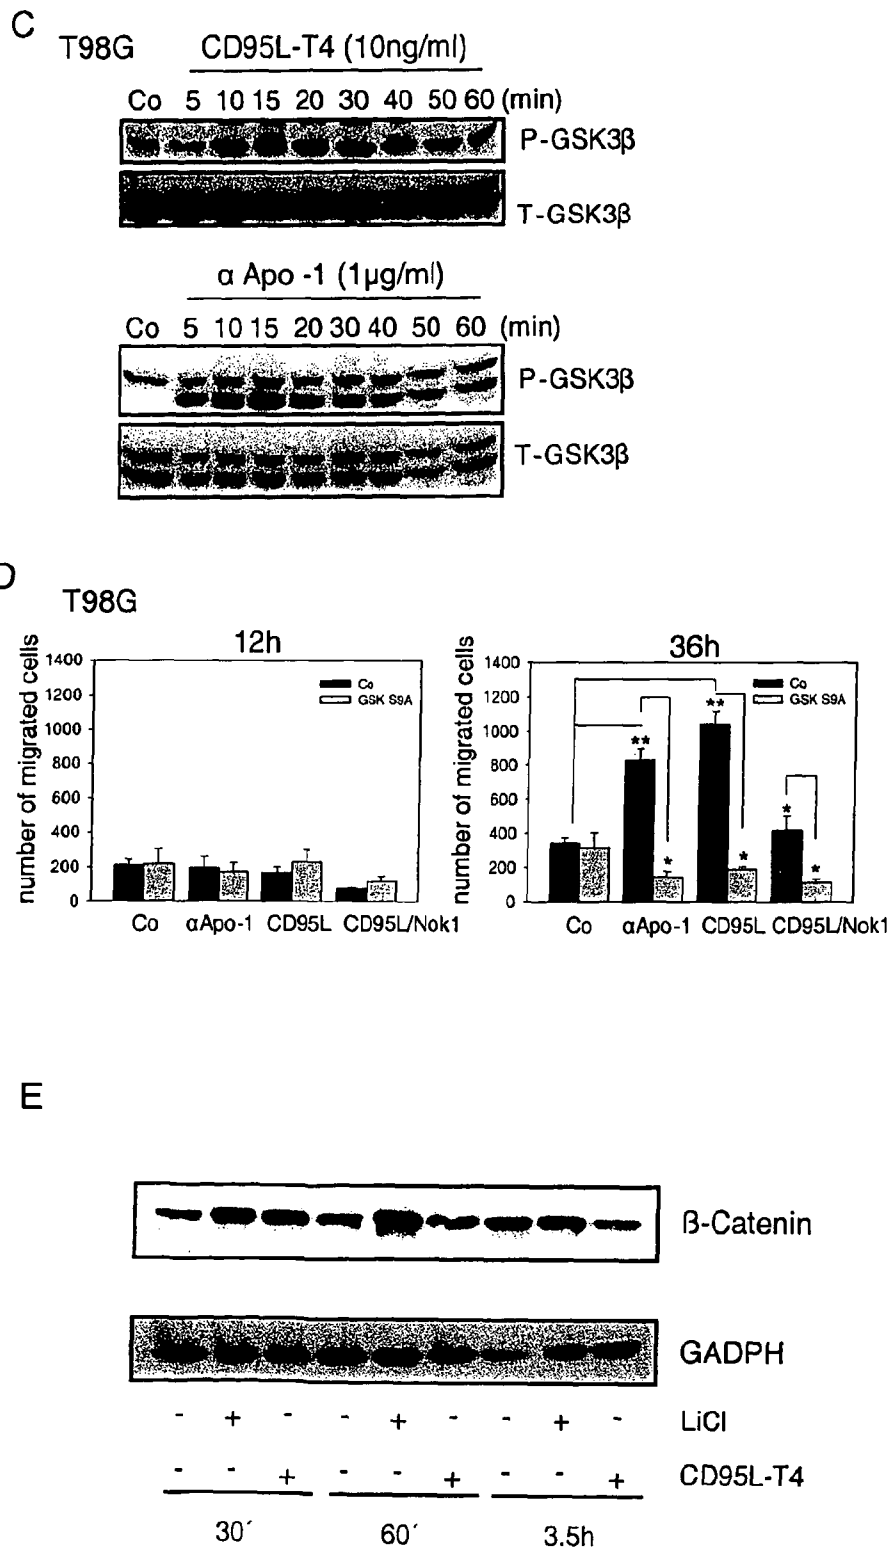 C
T98G CD95L-T4 (10ng/ml)
Co 5 10 15 20 30 40 50 60 (min)
P-GSK3β
T-GSK3β
α Apo -1 (1µg/ml)
Co 5 10 15 20 30 40 50 60 (min)
P-GSK3β
T-GSK3β
D
T98G
12h
number of migrated cells
1400
1200
1000
800
600
400
200
0
Co
GSK S9A
Co αApo-1 CD95L CD95L/Nok1
36h
number of migrated cells
1400
1200
1000
800
600
400
200
0
Co
GSK S9A
** ** * * * *
Co αApo-1 CD95L CD95L/Nok1
E
ß-Catenin
GADPH
- + - - + - - + - LiCl
- - + - - + - - + CD95L-T4
30´ 60´ 3.5h